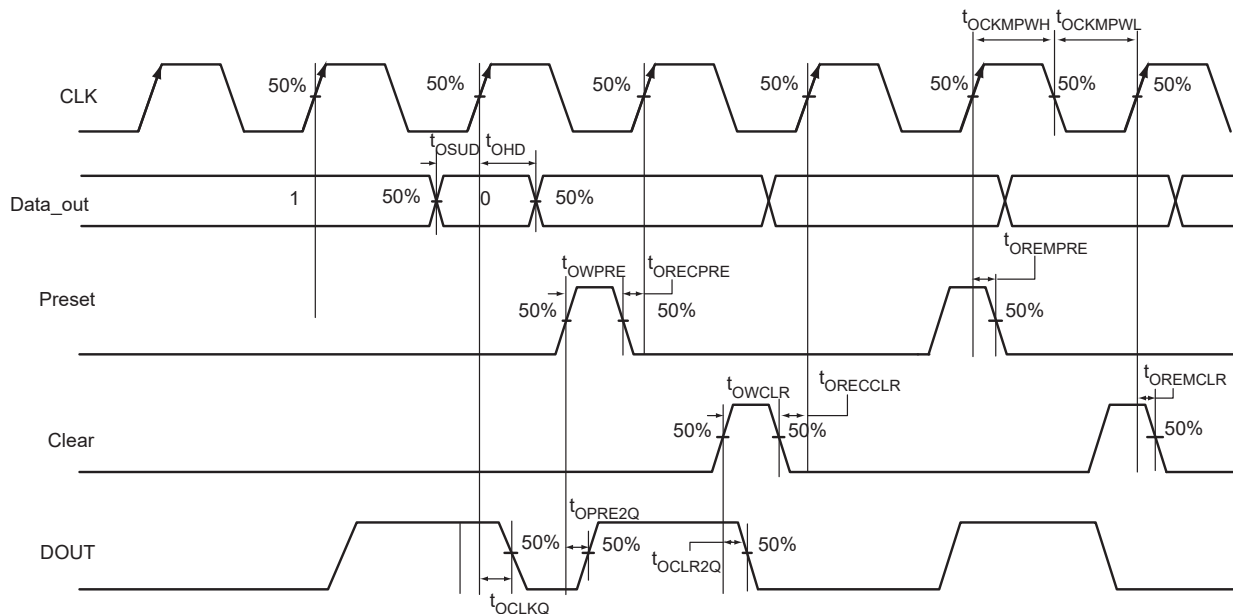 tOCKMPWH tOCKMPWL
CLK
50% 50% 50% 50% 50% 50% 50%
tOSUD tOHD
Data_out
1 50% 0 50%
tOWPRE tORECPRE tOREMPRE
Preset
50% 50% 50%
tOWCLR tORECCLR tOREMCLR
Clear
50% 50% 50%
tOPRE2Q
DOUT
50% 50% 50%
tOCLR2Q
tOCLKQ